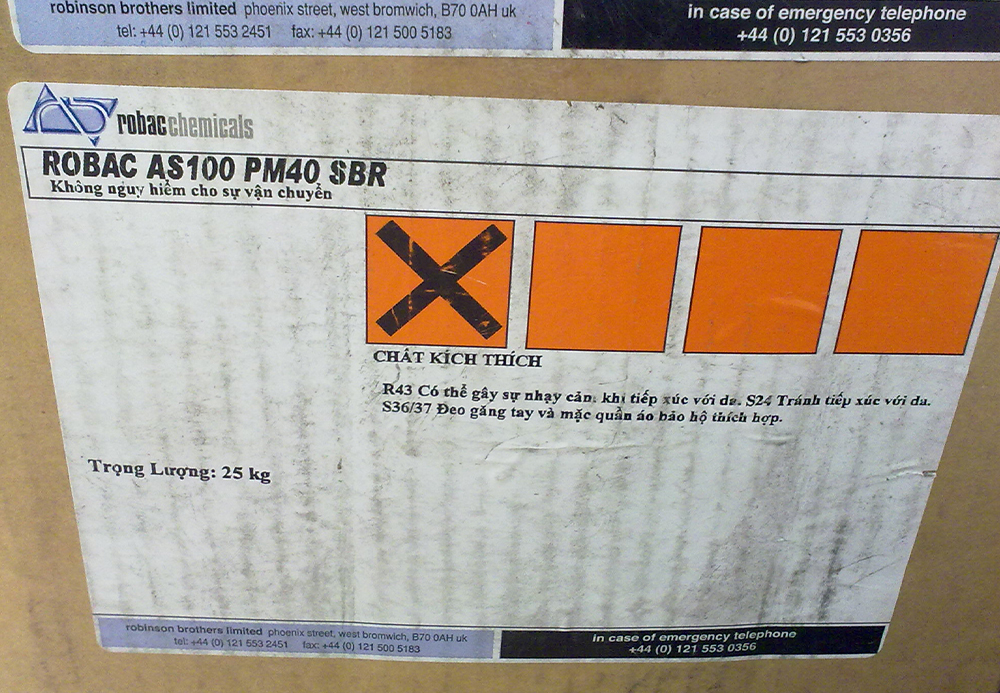 robinson brothers limited phoenix street, west bromwich, B70 0AH uk
tel: +44 (0) 121 553 2451 fax: +44 (0) 121 500 5183
in case of emergency telephone
+44 (0) 121 553 0356
robac chemicals
ROBAC AS100 PM40 SBR
Không nguy hiểm cho sự vận chuyển
CHẤT KÍCH THÍCH
R43 Có thể gây sự nhạy cản. khi tiếp xúc với da. S24 Tránh tiếp xúc với da.
S36/37 Đeo găng tay và mặc quần áo bảo hộ thích hợp.
Trọng Lượng: 25 kg
robinson brothers limited phoenix street, west bromwich, B70 0AH uk
tel: +44 (0) 121 553 2451 fax: +44 (0) 121 500 5183
in case of emergency telephone
+44 (0) 121 553 0356